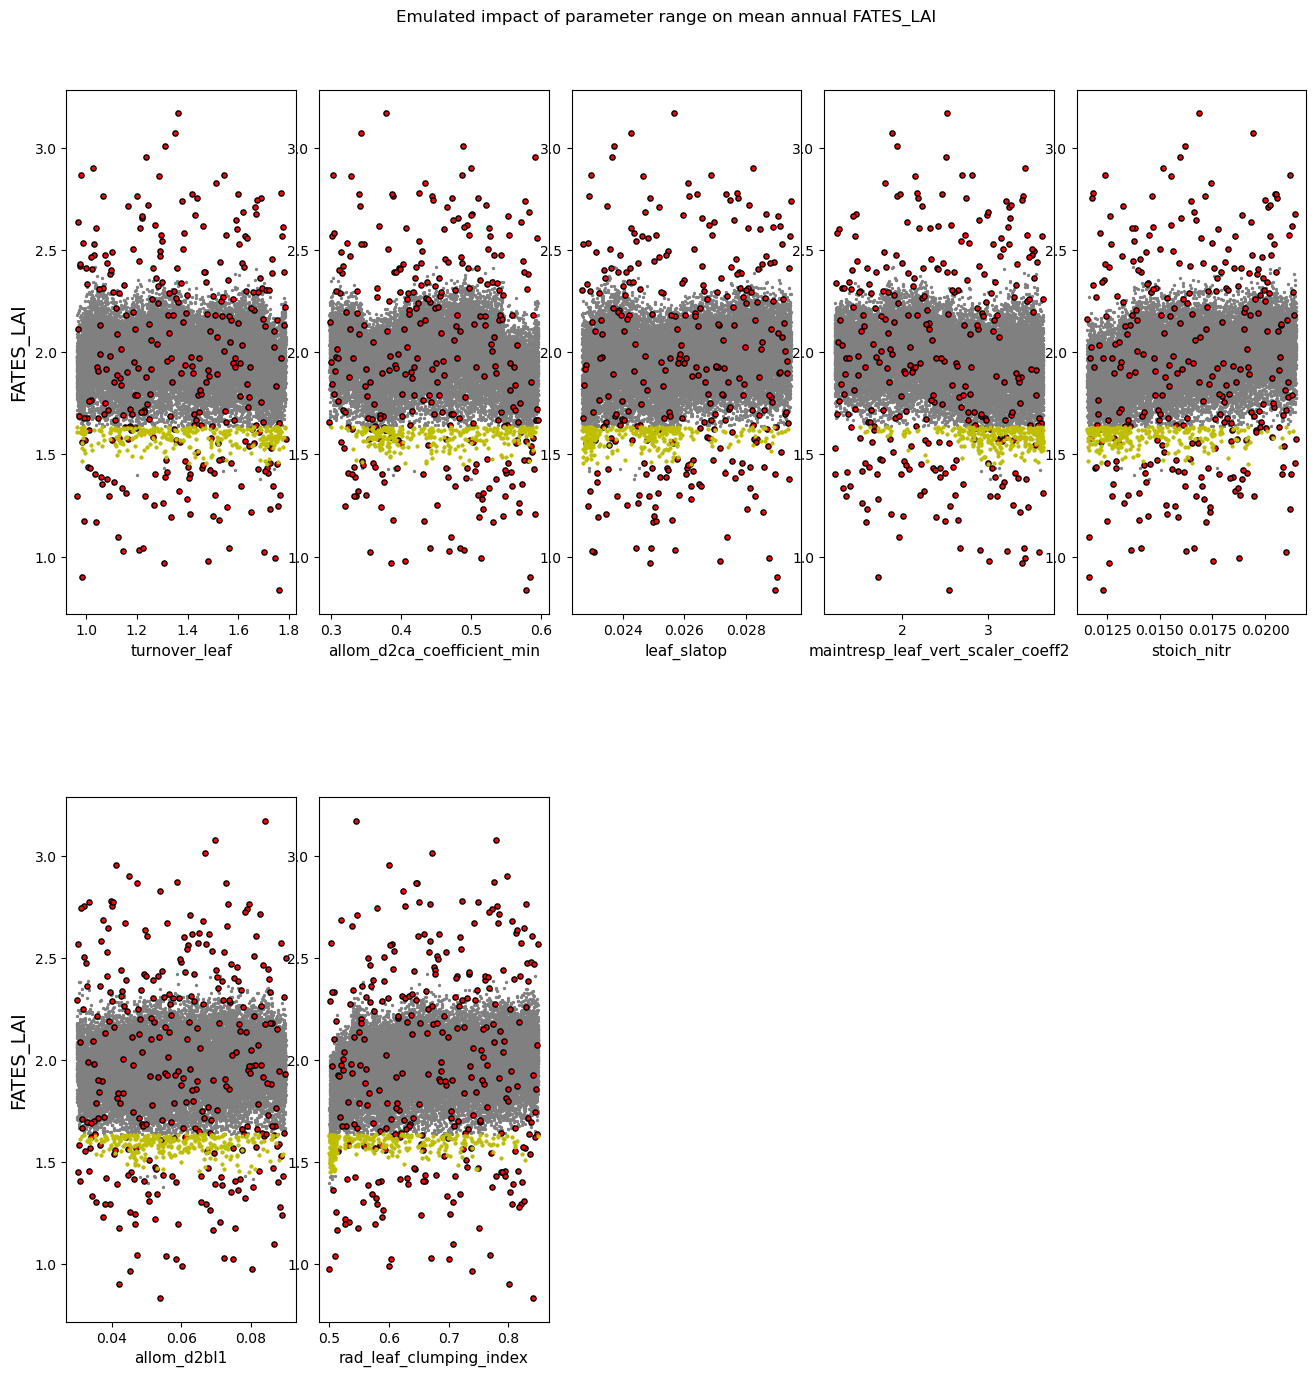 Emulated impact of parameter range on mean annual FATES_LAI
FATES_LAI
3.0 3.0 3.0 3.0 3.0
2.5 2.5 2.5 2.5 2.5
2.0 2.0 2.0 2.0 2.0
1.5 1.5 1.5 1.5 1.5
1.0 1.0 1.0 1.0 1.0
1.0 1.2 1.4 1.6 1.8 0.3 0.4 0.5 0.6 0.024 0.026 0.028 2 3 0.0125 0.0150 0.0175 0.0200
turnover_leaf allom_d2ca_coefficient_min leaf_slatop maintresp_leaf_vert_scaler_coeff2 stoich_nitr
FATES_LAI
3.0 3.0
2.5 2.5
2.0 2.0
1.5 1.5
1.0 1.0
0.04 0.06 0.08 0.5 0.6 0.7 0.8
allom_d2bl1 rad_leaf_clumping_index